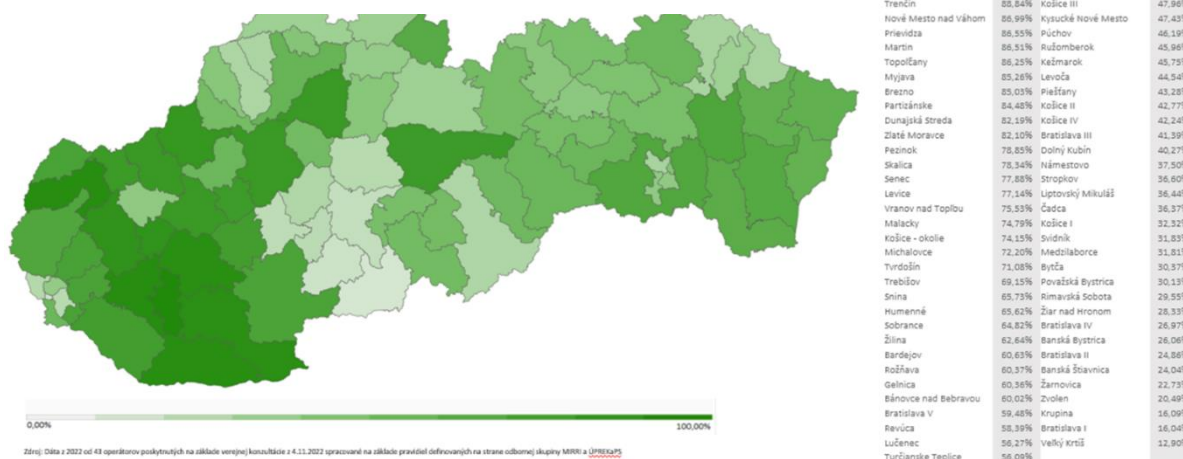 Trenčín 88,84% Košice III 47,96%
Nové Mesto nad Váhom 86,99% Kysucké Nové Mesto 47,43%
Prievidza 86,55% Púchov 46,19%
Martin 86,51% Ružomberok 45,96%
Topoľčany 86,25% Kežmarok 45,75%
Myjava 85,26% Levoča 44,54%
Brezno 85,03% Piešťany 43,28%
Partizánske 84,48% Košice II 42,77%
Dunajská Streda 82,19% Košice IV 42,24%
Zlaté Moravce 82,10% Bratislava III 41,39%
Pezinok 78,85% Dolný Kubín 40,27%
Skalica 78,34% Námestovo 37,50%
Senec 77,88% Stropkov 36,60%
Levice 77,14% Liptovský Mikuláš 36,44%
Vranov nad Topľou 75,53% Čadca 36,37%
Malacky 74,79% Košice I 32,32%
Košice - okolie 74,15% Svidník 31,83%
Michalovce 72,20% Medzilaborce 31,81%
Tvrdošín 71,08% Bytča 30,37%
Trebišov 69,15% Považská Bystrica 30,13%
Snina 65,73% Rimavská Sobota 29,55%
Humenné 65,62% Žiar nad Hronom 28,33%
Sobrance 64,82% Bratislava IV 26,97%
Žilina 62,64% Banská Bystrica 26,06%
Bardejov 60,63% Bratislava II 24,86%
Rožňava 60,37% Banská Štiavnica 24,04%
Gelnica 60,36% Žarnovica 22,73%
Bánovce nad Bebravou 60,02% Zvolen 20,49%
Bratislava V 59,48% Krupina 16,09%
Revúca 58,39% Bratislava I 16,04%
Lučenec 56,27% Veľký Krtíš 12,90%
Turčianske Teplice 56,09%
0,00% 100,00%
Zdroj: Dáta z 2022 od 43 operátorov poskytnutých na základe verejnej konzultácie z 4.11.2022 spracované na základe pravidiel definovaných na strane odbornej skupiny MIRRI a ÚPREKaPS